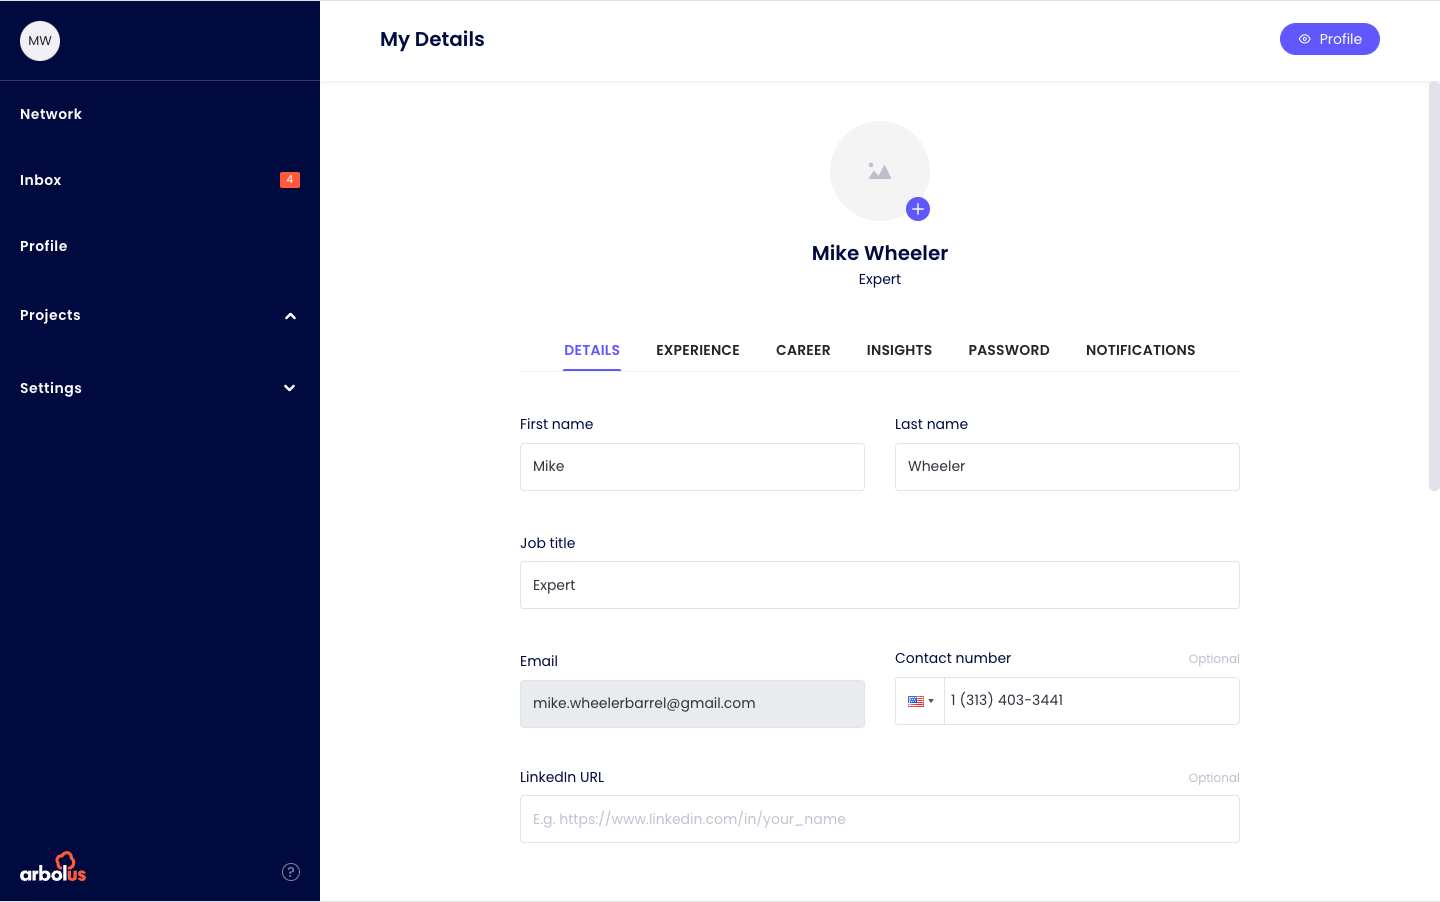 MW
My Details
Profile
Network
Inbox
4
Profile
Projects
Settings
Mike Wheeler
Expert
DETAILS EXPERIENCE CAREER INSIGHTS PASSWORD NOTIFICATIONS
First name
Last name
Mike
Wheeler
Job title
Expert
Email
Contact number
Optional
mike.wheelerbarrel@gmail.com
1 (313) 403-3441
LinkedIn URL
Optional
E.g. https://www.linkedin.com/in/your_name
arbolus
?